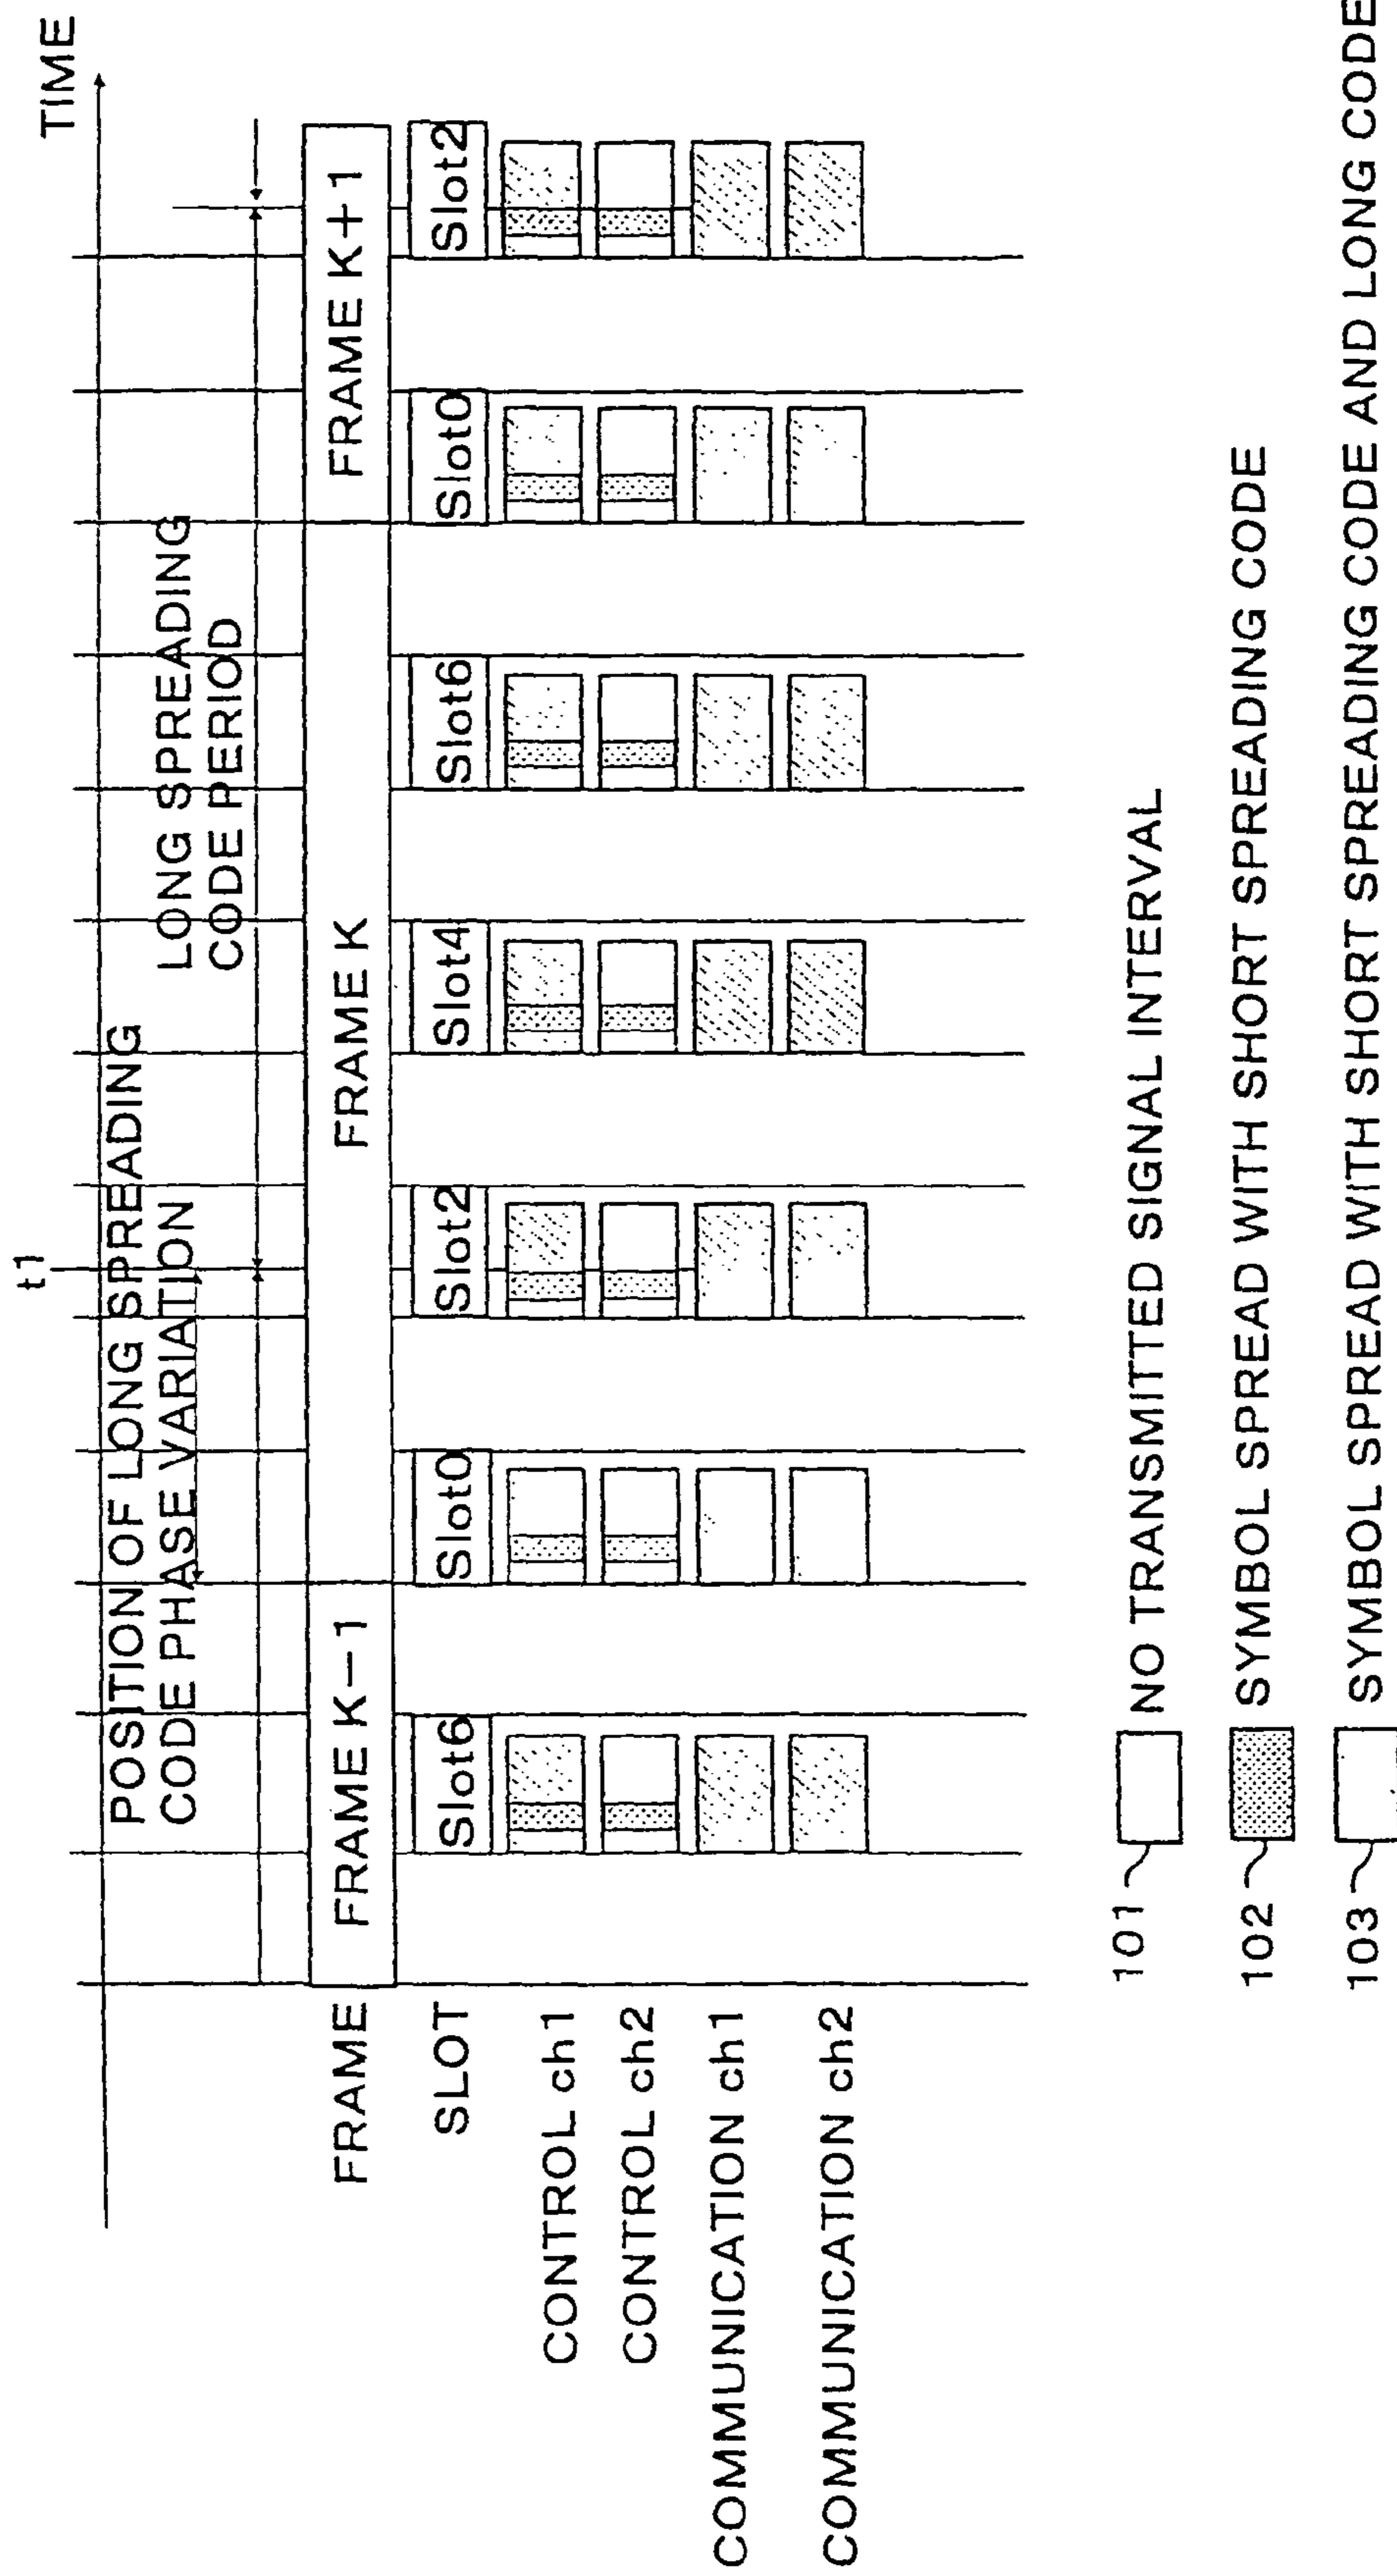 TIME
t1
POSITION OF LONG SPREADING
CODE PHASE VARIATION
LONG SPREADING
CODE PERIOD
FRAME
FRAME K−1
FRAME K
FRAME K+1
SLOT
Slot6
Slot0
Slot2
Slot4
Slot6
Slot0
Slot2
CONTROL ch1
CONTROL ch2
COMMUNICATION ch1
COMMUNICATION ch2
101 NO TRANSMITTED SIGNAL INTERVAL
102 SYMBOL SPREAD WITH SHORT SPREADING CODE
103 SYMBOL SPREAD WITH SHORT SPREADING CODE AND LONG CODE